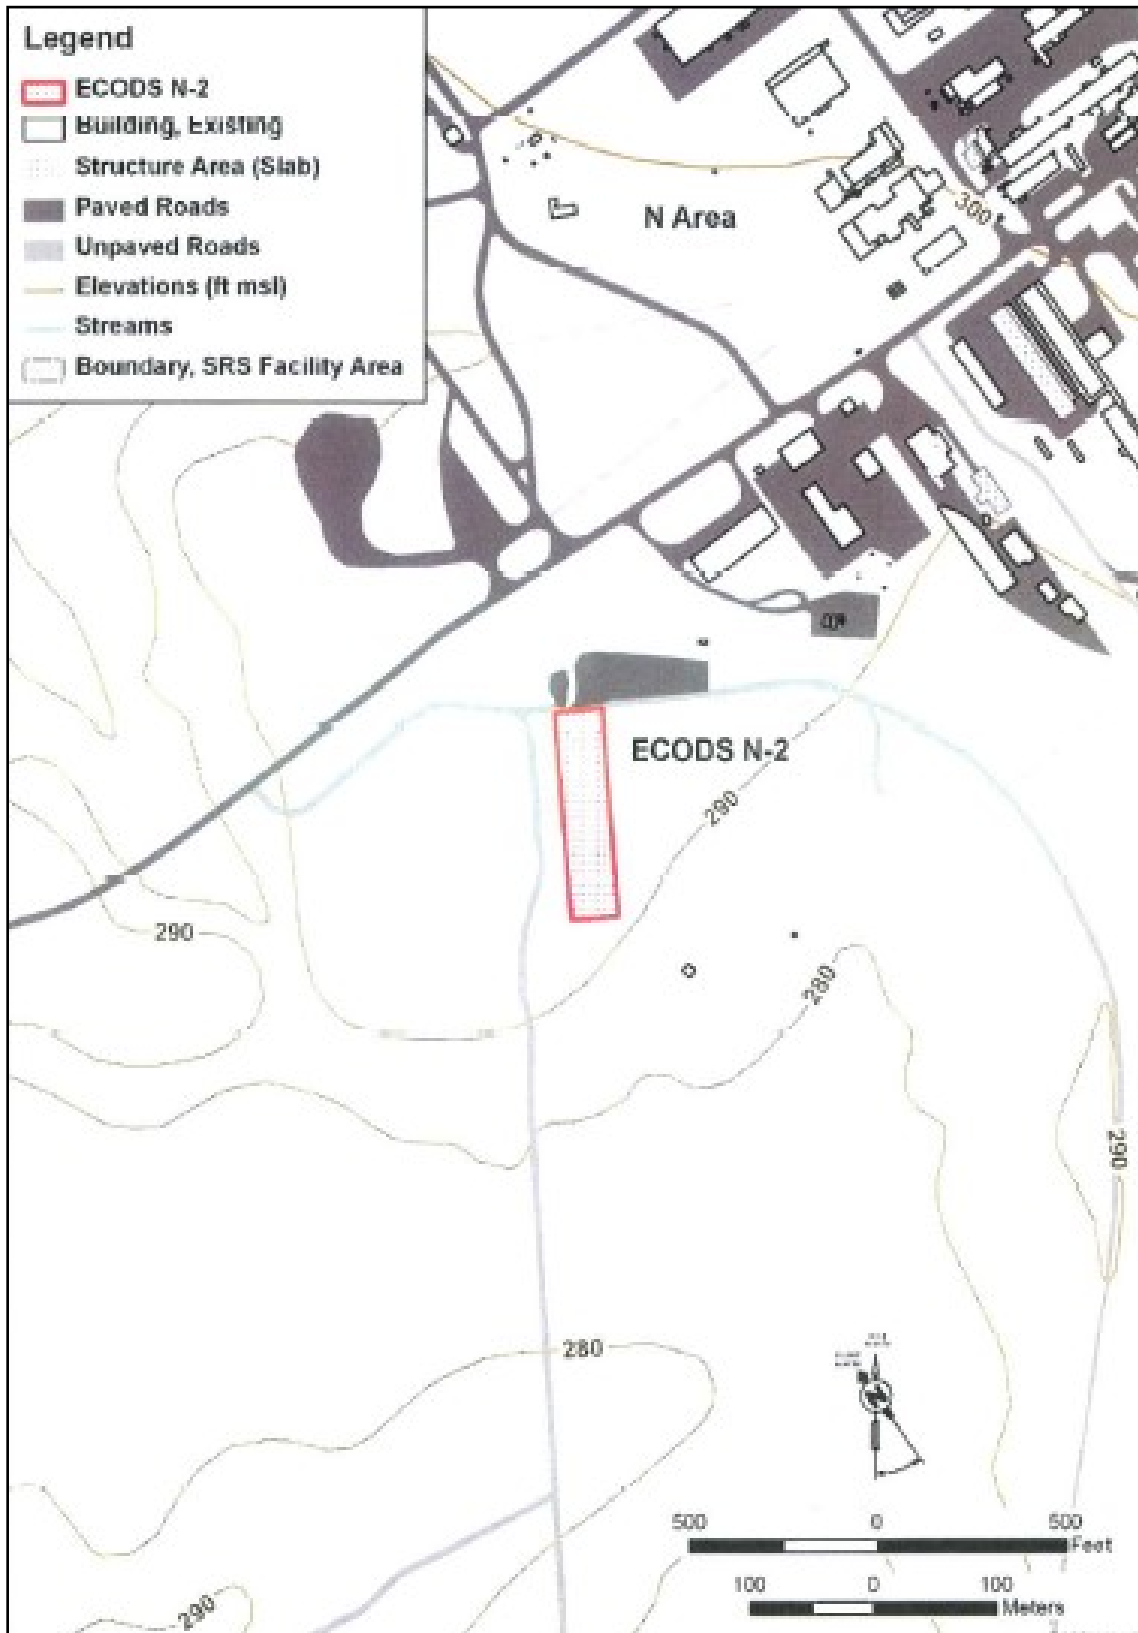 Legend
ECODS N-2
Building, Existing
Structure Area (Slab)
Paved Roads
Unpaved Roads
Elevations (ft msl)
Streams
Boundary, SRS Facility Area
N Area
300
ECODS N-2
290
290
280
290
280
290
500 0 500
Feet
100 0 100
Meters